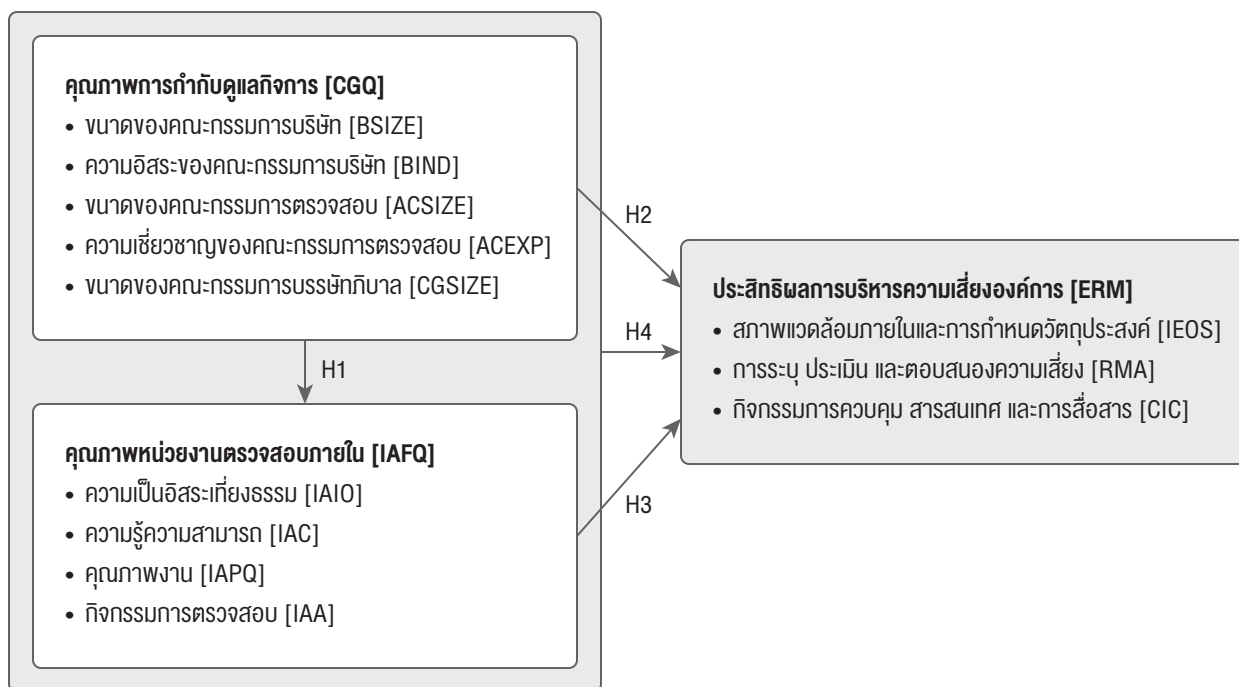 คุณภาพการกำกับดูแลกิจการ [CGQ]
• ขนาดของคณะกรรมการบริษัท [BSIZE]
• ความอิสระของคณะกรรมการบริษัท [BIND]
• ขนาดของคณะกรรมการตรวจสอบ [ACSIZE]
• ความเชี่ยวชาญของคณะกรรมการตรวจสอบ [ACEXP]
• ขนาดของคณะกรรมการบรรษัทภิบาล [CGSIZE]
H1
คุณภาพหน่วยงานตรวจสอบภายใน [IAFQ]
• ความเป็นอิสระเที่ยงธรรม [IAIO]
• ความรู้ความสามารถ [IAC]
• คุณภาพงาน [IAPQ]
• กิจกรรมการตรวจสอบ [IAA]
H2
H4
H3
ประสิทธิผลการบริหารความเสี่ยงองค์การ [ERM]
• สภาพแวดล้อมภายในและการกำหนดวัตถุประสงค์ [IEOS]
• การระบุ ประเมิน และตอบสนองความเสี่ยง [RMA]
• กิจกรรมการควบคุม สารสนเทศ และการสื่อสาร [CIC]